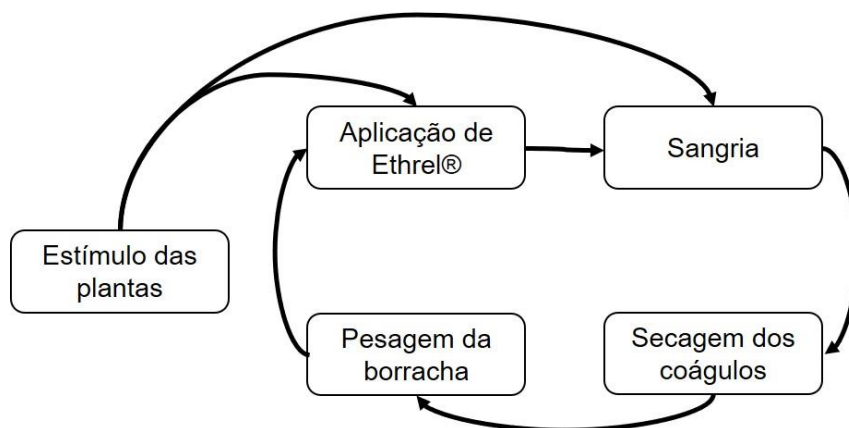 Aplicação de
Ethrel®
Sangria
Estímulo das
plantas
Pesagem da
borracha
Secagem dos
coágulos